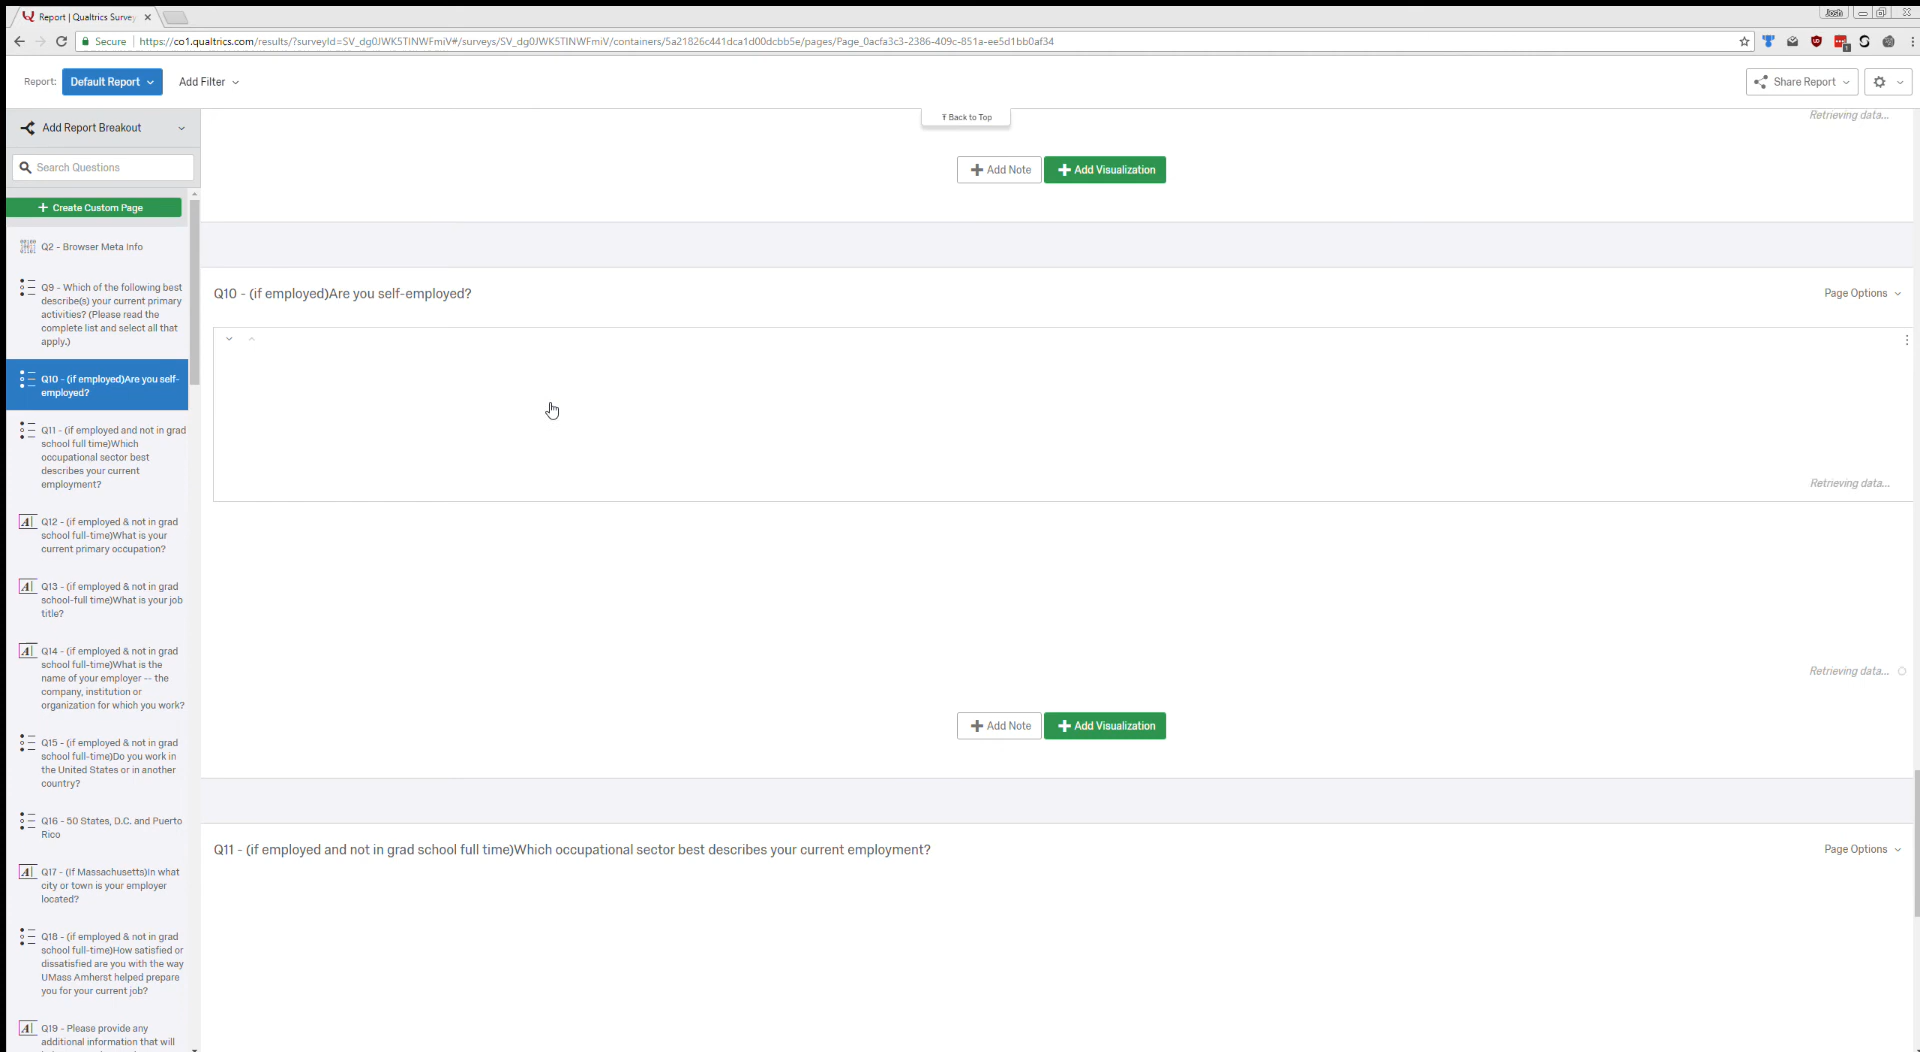 Report | Qualtrics Survey
Josh
Secure
https://co1.qualtrics.com/results/?surveyId=SV_dg0JWK5TINWFmiV#/surveys/SV_dg0JWK5TINWFmiV/containers/5a21826c441dca1d00dcbb5e/pages/Page_0acfa3c3-2386-409c-851a-ee5d1bb0af34
Report:
Default Report
Add Filter
Share Report
Add Report Breakout
Back to Top
Retrieving data...
Search Questions
Add Note
Add Visualization
Create Custom Page
Q2 - Browser Meta Info
Q9 - Which of the following best
describe(s) your current primary
activities? (Please read the
complete list and select all that
apply.)
Q10 - (if employed)Are you self-
employed?
Q11 - (if employed and not in grad
school full time)Which
occupational sector best
describes your current
employment?
Q12 - (if employed & not in grad
school full-time)What is your
current primary occupation?
Q13 - (if employed & not in grad
school-full time)What is your job
title?
Q14 - (if employed & not in grad
school full-time)What is the
name of your employer -- the
company, institution or
organization for which you work?
Q15 - (if employed & not in grad
school full-time)Do you work in
the United States or in another
country?
Q16 - 50 States, D.C. and Puerto
Rico
Q17 - (If Massachusetts)In what
city or town is your employer
located?
Q18 - (if employed & not in grad
school full-time)How satisfied or
dissatisfied are you with the way
UMass Amherst helped prepare
you for your current job?
Q19 - Please provide any
additional information that will
Q10 - (if employed)Are you self-employed?
Page Options
Retrieving data...
Retrieving data...
Add Note
Add Visualization
Q11 - (if employed and not in grad school full time)Which occupational sector best describes your current employment?
Page Options